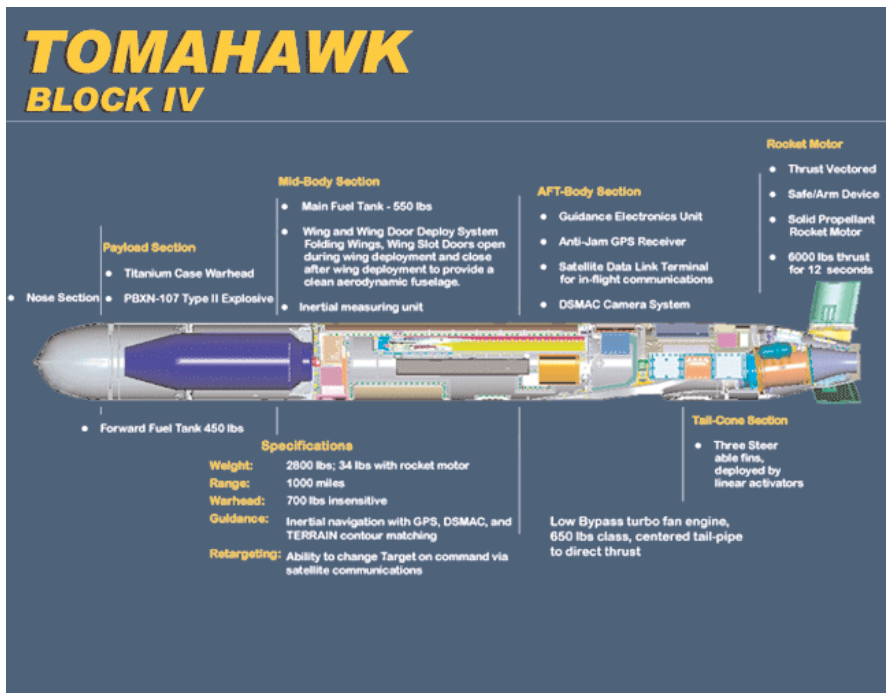 TOMAHAWK
BLOCK IV
Nose Section
Payload Section
Titanium Case Warhead
PBXN-107 Type II Explosive
Mid-Body Section
Main Fuel Tank - 550 lbs
Wing and Wing Door Deploy System
Folding Wings, Wing Slot Doors open
during wing deployment and close
after wing deployment to provide a
clean aerodynamic fuselage.
Inertial measuring unit
AFT-Body Section
Guidance Electronics Unit
Anti-Jam GPS Receiver
Satellite Data Link Terminal
for in-flight communications
DSMAC Camera System
Rocket Motor
Thrust Vectored
Safe/Arm Device
Solid Propellant
Rocket Motor
6000 lbs thrust
for 12 seconds
Forward Fuel Tank 450 lbs
Specifications
Weight: 2800 lbs; 34 lbs with rocket motor
Range: 1000 miles
Warhead: 700 lbs insensitive
Guidance: Inertial navigation with GPS, DSMAC, and
TERRAIN contour matching
Retargeting: Ability to change Target on command via
satellite communications
Low Bypass turbo fan engine,
650 lbs class, centered tail-pipe
to direct thrust
Tail-Cone Section
Three Steer
able fins,
deployed by
linear activators